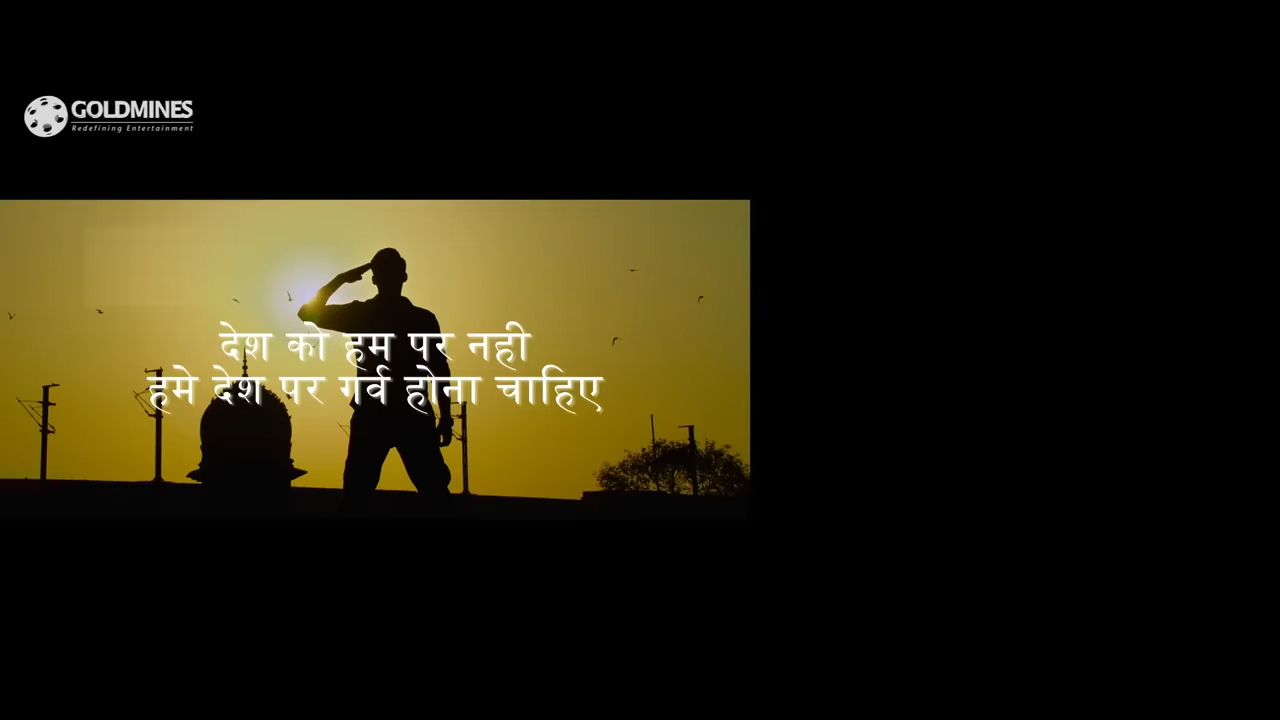 GOLDMINES
Redefining Entertainment
देश को हम पर नही
हमे देश पर गर्व होना चाहिए